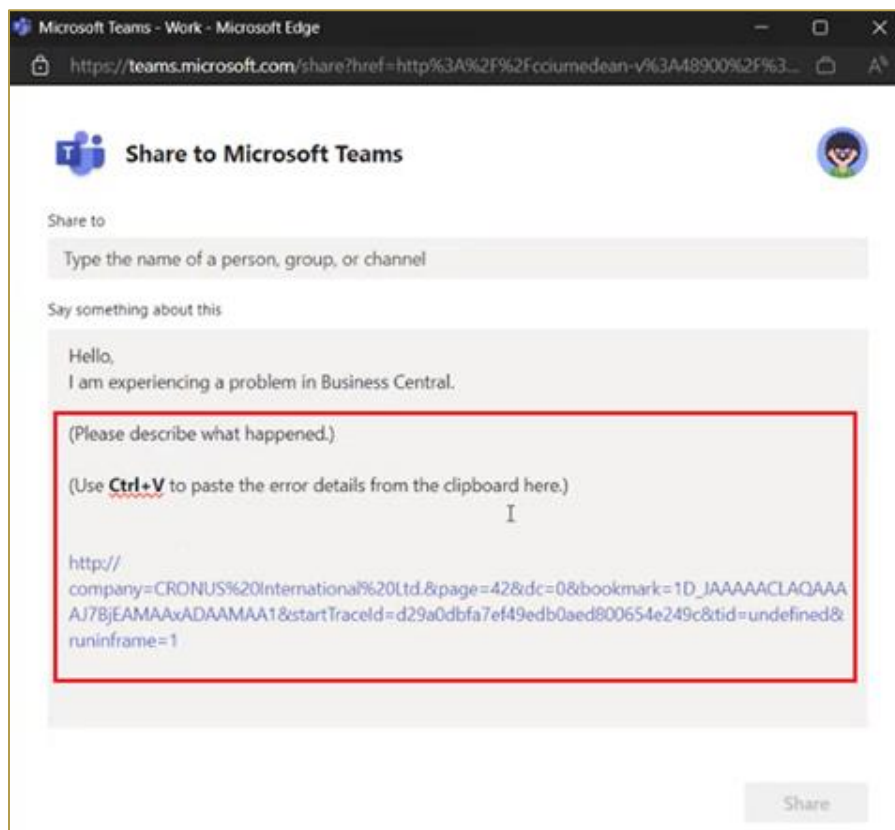 Microsoft Teams - Work - Microsoft Edge
https://teams.microsoft.com/share?href=http%3A%2F%2Fcciumedean-v%3A48900%2F%3...
Share to Microsoft Teams
Share to
Type the name of a person, group, or channel
Say something about this
Hello,
I am experiencing a problem in Business Central.
(Please describe what happened.)
(Use Ctrl+V to paste the error details from the clipboard here.)
http://
company=CRONUS%20International%20Ltd.&page=42&dc=0&bookmark=1D_JAAAAACLAQAAA
AJ7BjEAMAAxADAAMAA1&startTraceId=d29a0dbfa7ef49edb0aed800654e249c&tid=undefined&
runinframe=1
Share